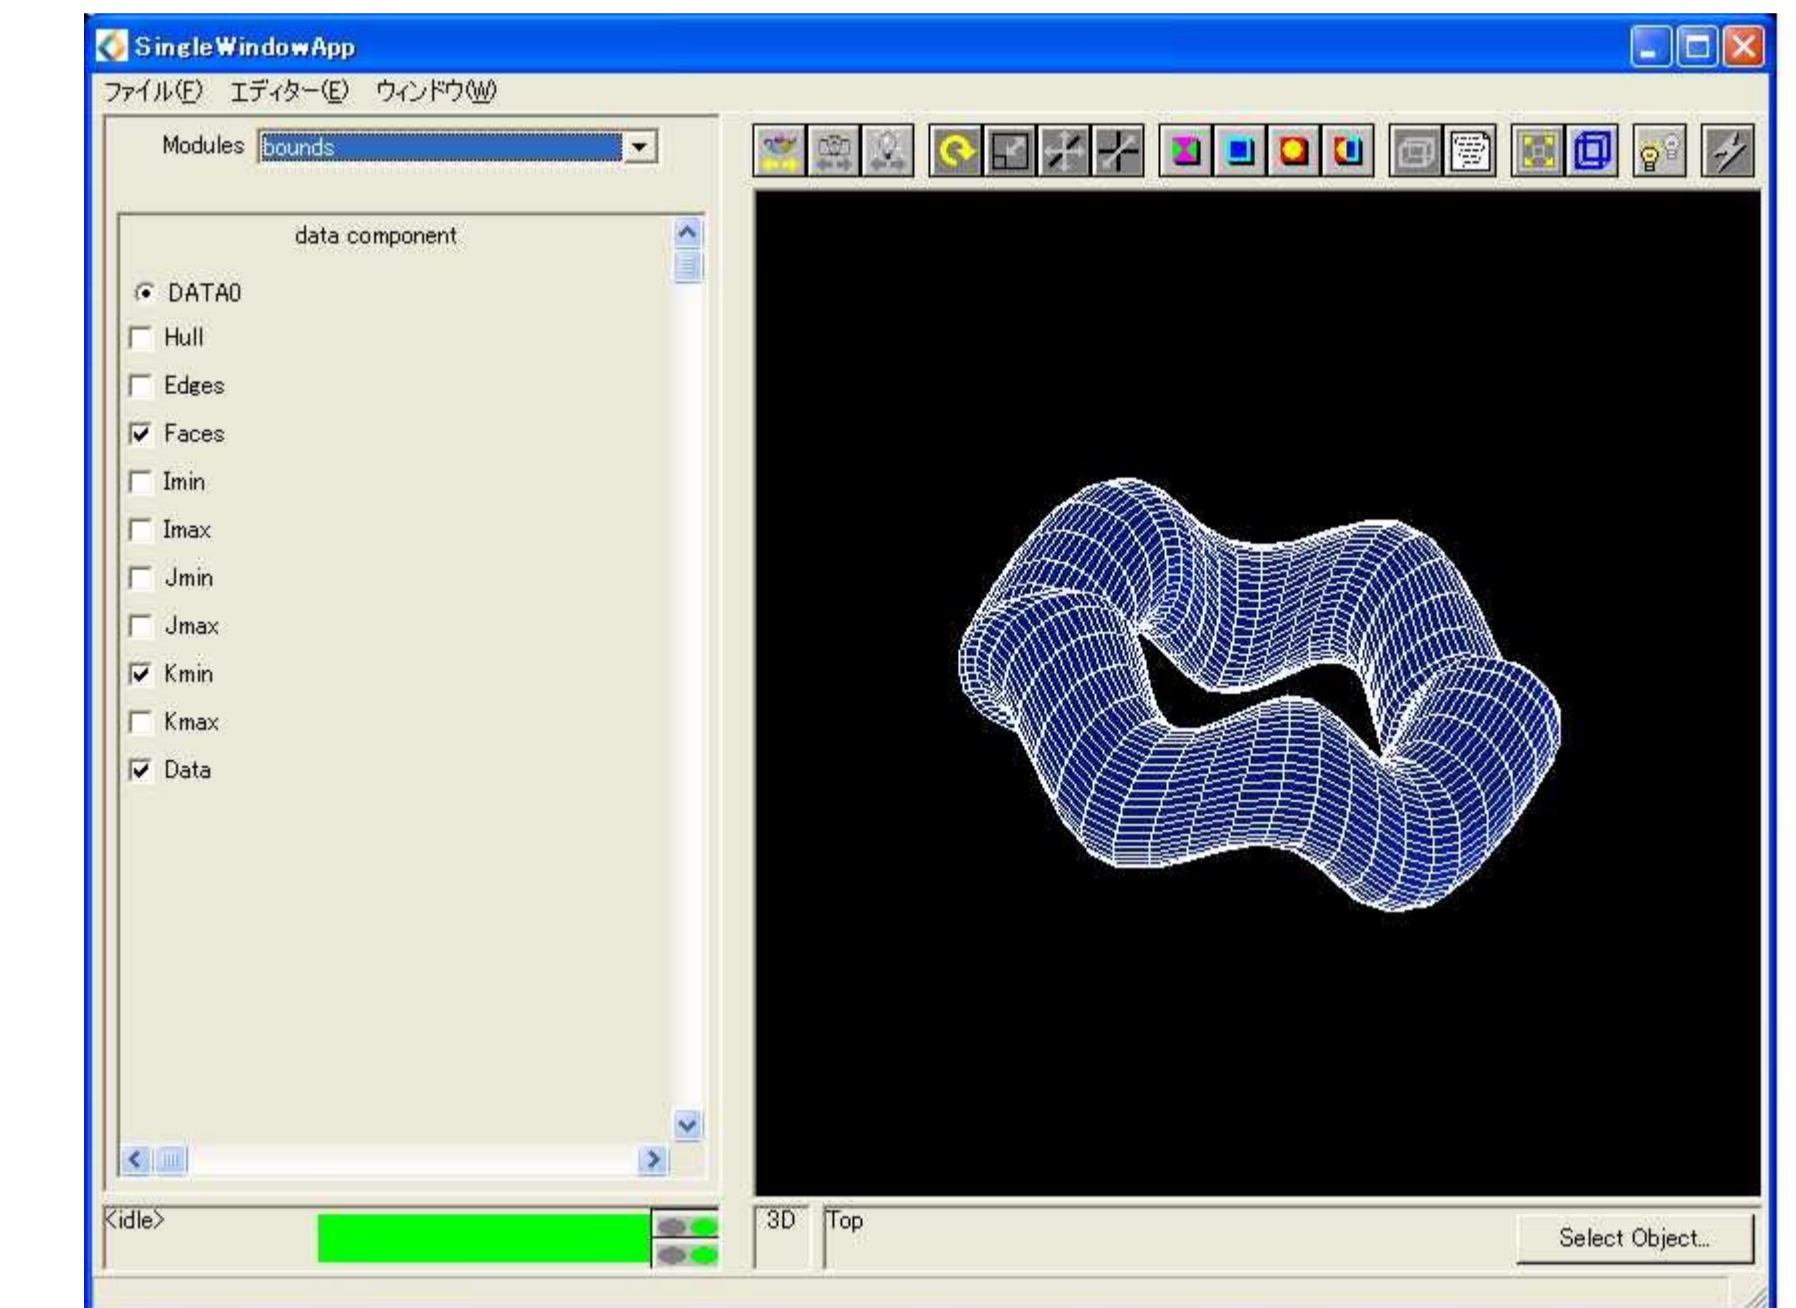 SingleWindowApp
ファイル(F) エディター(E) ウィンドウ(W)
Modules bounds
data component
DATA0
Hull
Edges
Faces
Imin
Imax
Jmin
Jmax
Kmin
Kmax
Data
<idle>
3D Top
Select Object...